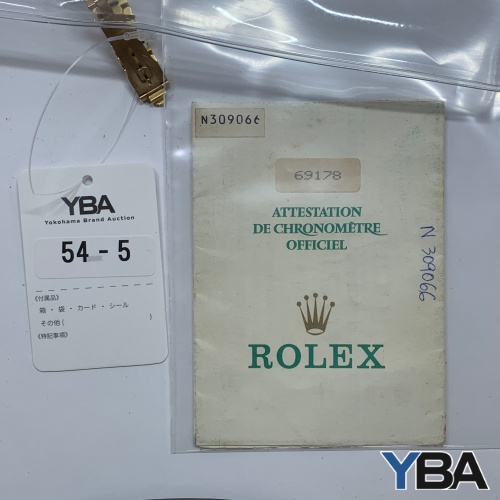 YBA
Yokohama Brand Auction
54 - 5
《付属品》
箱 ・ 袋 ・ カード ・ シール
その他 ( )
《特記事項》
N309066
69178
ATTESTATION
DE CHRONOMÈTRE
OFFICIEL
ROLEX
N 309066
YBA